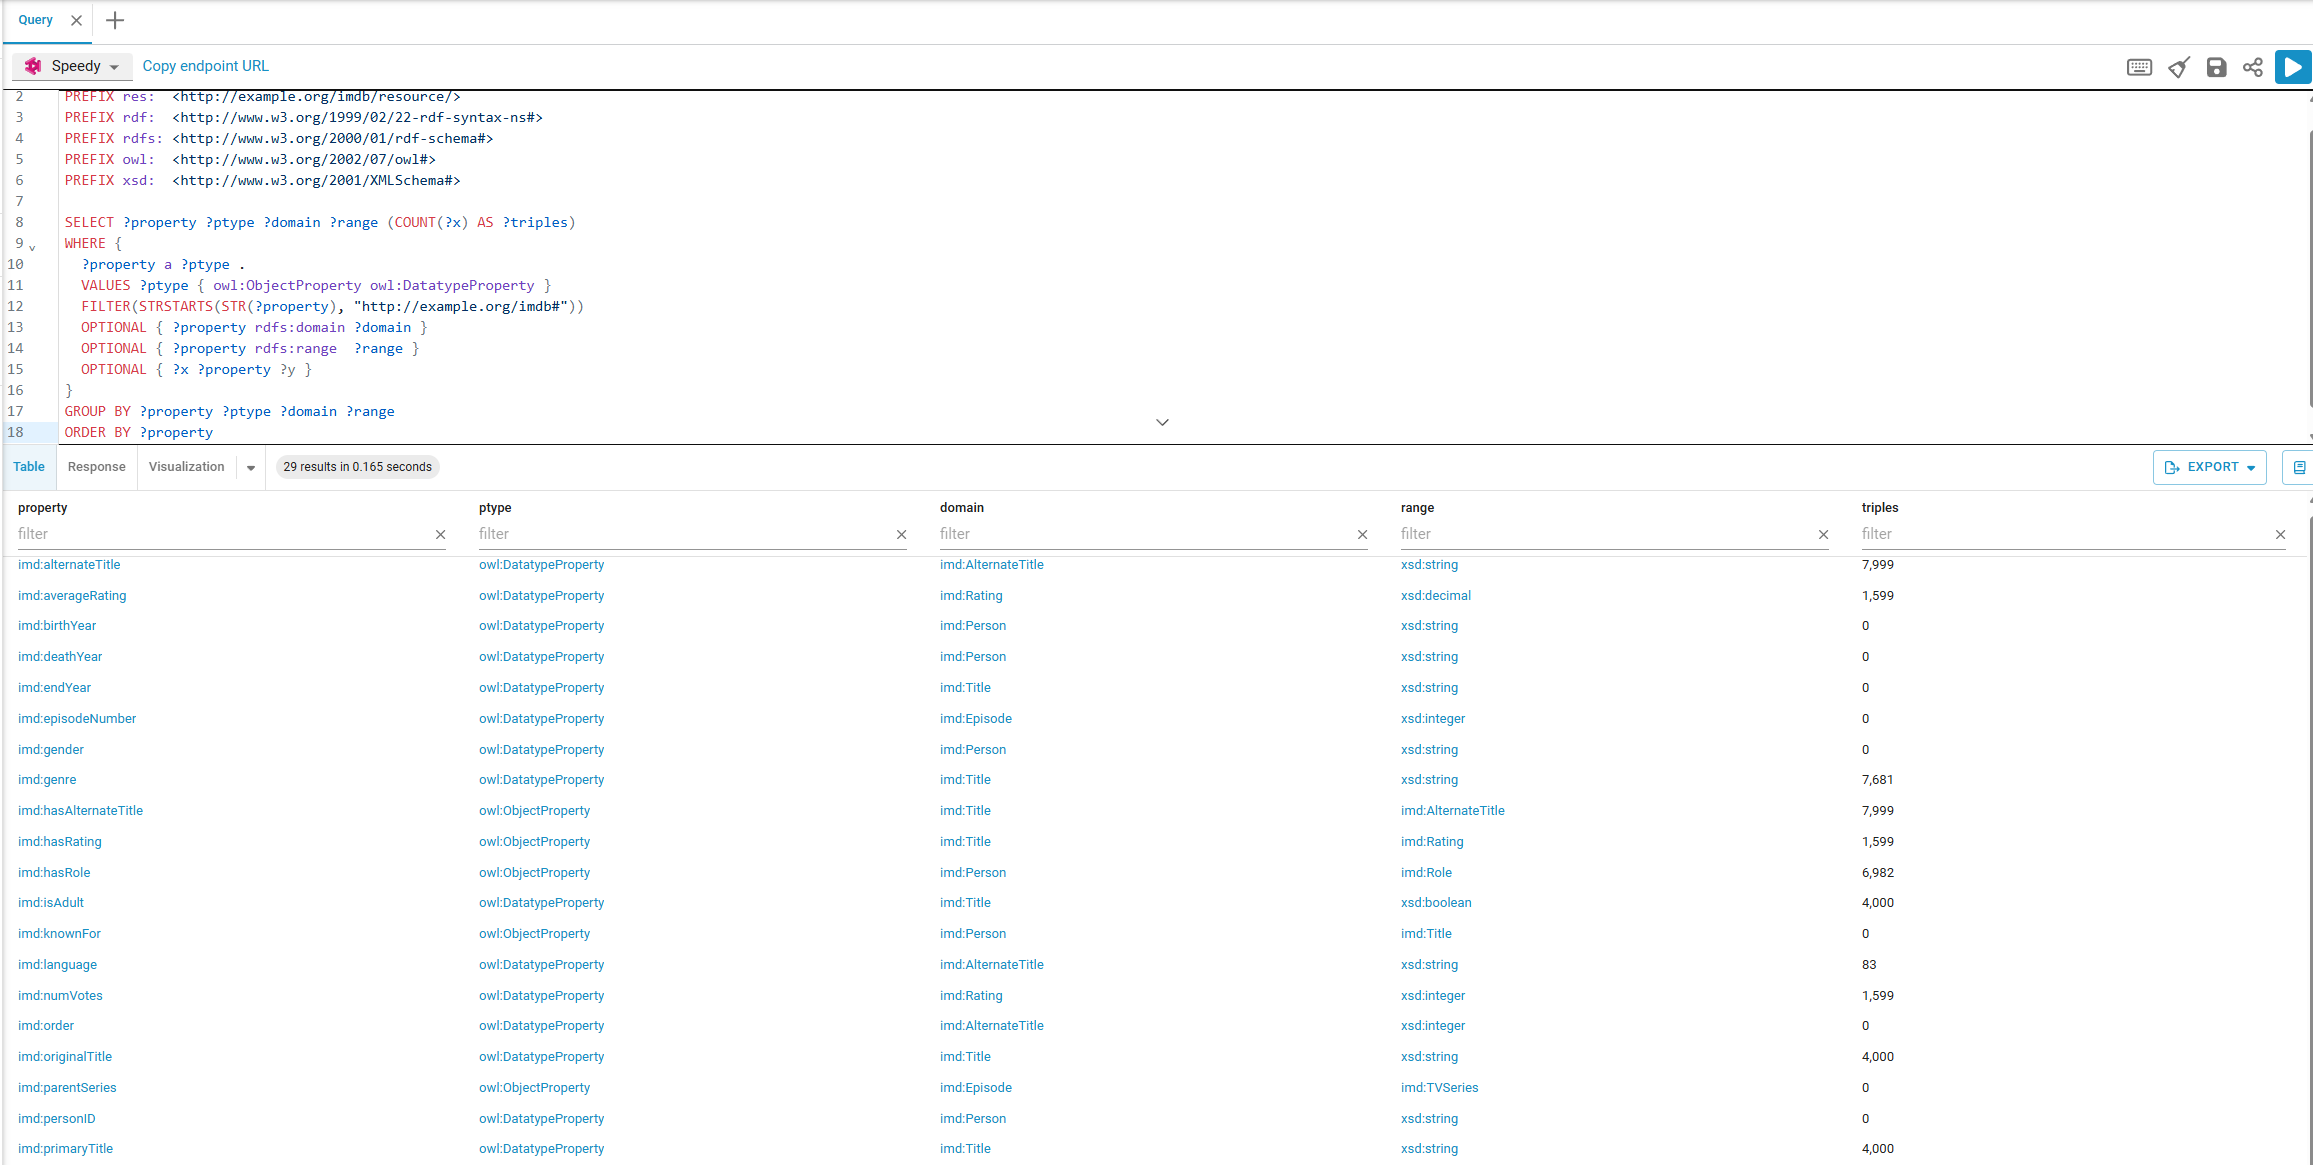 Query
Speedy Copy endpoint URL
2 PREFIX res: <http://example.org/imdb/resource/>
3 PREFIX rdf: <http://www.w3.org/1999/02/22-rdf-syntax-ns#>
4 PREFIX rdfs: <http://www.w3.org/2000/01/rdf-schema#>
5 PREFIX owl: <http://www.w3.org/2002/07/owl#>
6 PREFIX xsd: <http://www.w3.org/2001/XMLSchema#>
7
8 SELECT ?property ?ptype ?domain ?range (COUNT(?x) AS ?triples)
9 WHERE {
10 ?property a ?ptype .
11 VALUES ?ptype { owl:ObjectProperty owl:DatatypeProperty }
12 FILTER(STRSTARTS(STR(?property), "http://example.org/imdb#"))
13 OPTIONAL { ?property rdfs:domain ?domain }
14 OPTIONAL { ?property rdfs:range ?range }
15 OPTIONAL { ?x ?property ?y }
16 }
17 GROUP BY ?property ?ptype ?domain ?range
18 ORDER BY ?property
Table Response Visualization 29 results in 0.165 seconds EXPORT
property ptype domain range triples
filter filter filter filter filter
imd:alternateTitle owl:DatatypeProperty imd:AlternateTitle xsd:string 7,999
imd:averageRating owl:DatatypeProperty imd:Rating xsd:decimal 1,599
imd:birthYear owl:DatatypeProperty imd:Person xsd:string 0
imd:deathYear owl:DatatypeProperty imd:Person xsd:string 0
imd:endYear owl:DatatypeProperty imd:Title xsd:string 0
imd:episodeNumber owl:DatatypeProperty imd:Episode xsd:integer 0
imd:gender owl:DatatypeProperty imd:Person xsd:string 0
imd:genre owl:DatatypeProperty imd:Title xsd:string 7,681
imd:hasAlternateTitle owl:ObjectProperty imd:Title imd:AlternateTitle 7,999
imd:hasRating owl:ObjectProperty imd:Title imd:Rating 1,599
imd:hasRole owl:ObjectProperty imd:Person imd:Role 6,982
imd:isAdult owl:DatatypeProperty imd:Title xsd:boolean 4,000
imd:knownFor owl:ObjectProperty imd:Person imd:Title 0
imd:language owl:DatatypeProperty imd:AlternateTitle xsd:string 83
imd:numVotes owl:DatatypeProperty imd:Rating xsd:integer 1,599
imd:order owl:DatatypeProperty imd:AlternateTitle xsd:integer 0
imd:originalTitle owl:DatatypeProperty imd:Title xsd:string 4,000
imd:parentSeries owl:ObjectProperty imd:Episode imd:TVSeries 0
imd:personID owl:DatatypeProperty imd:Person xsd:string 0
imd:primaryTitle owl:DatatypeProperty imd:Title xsd:string 4,000